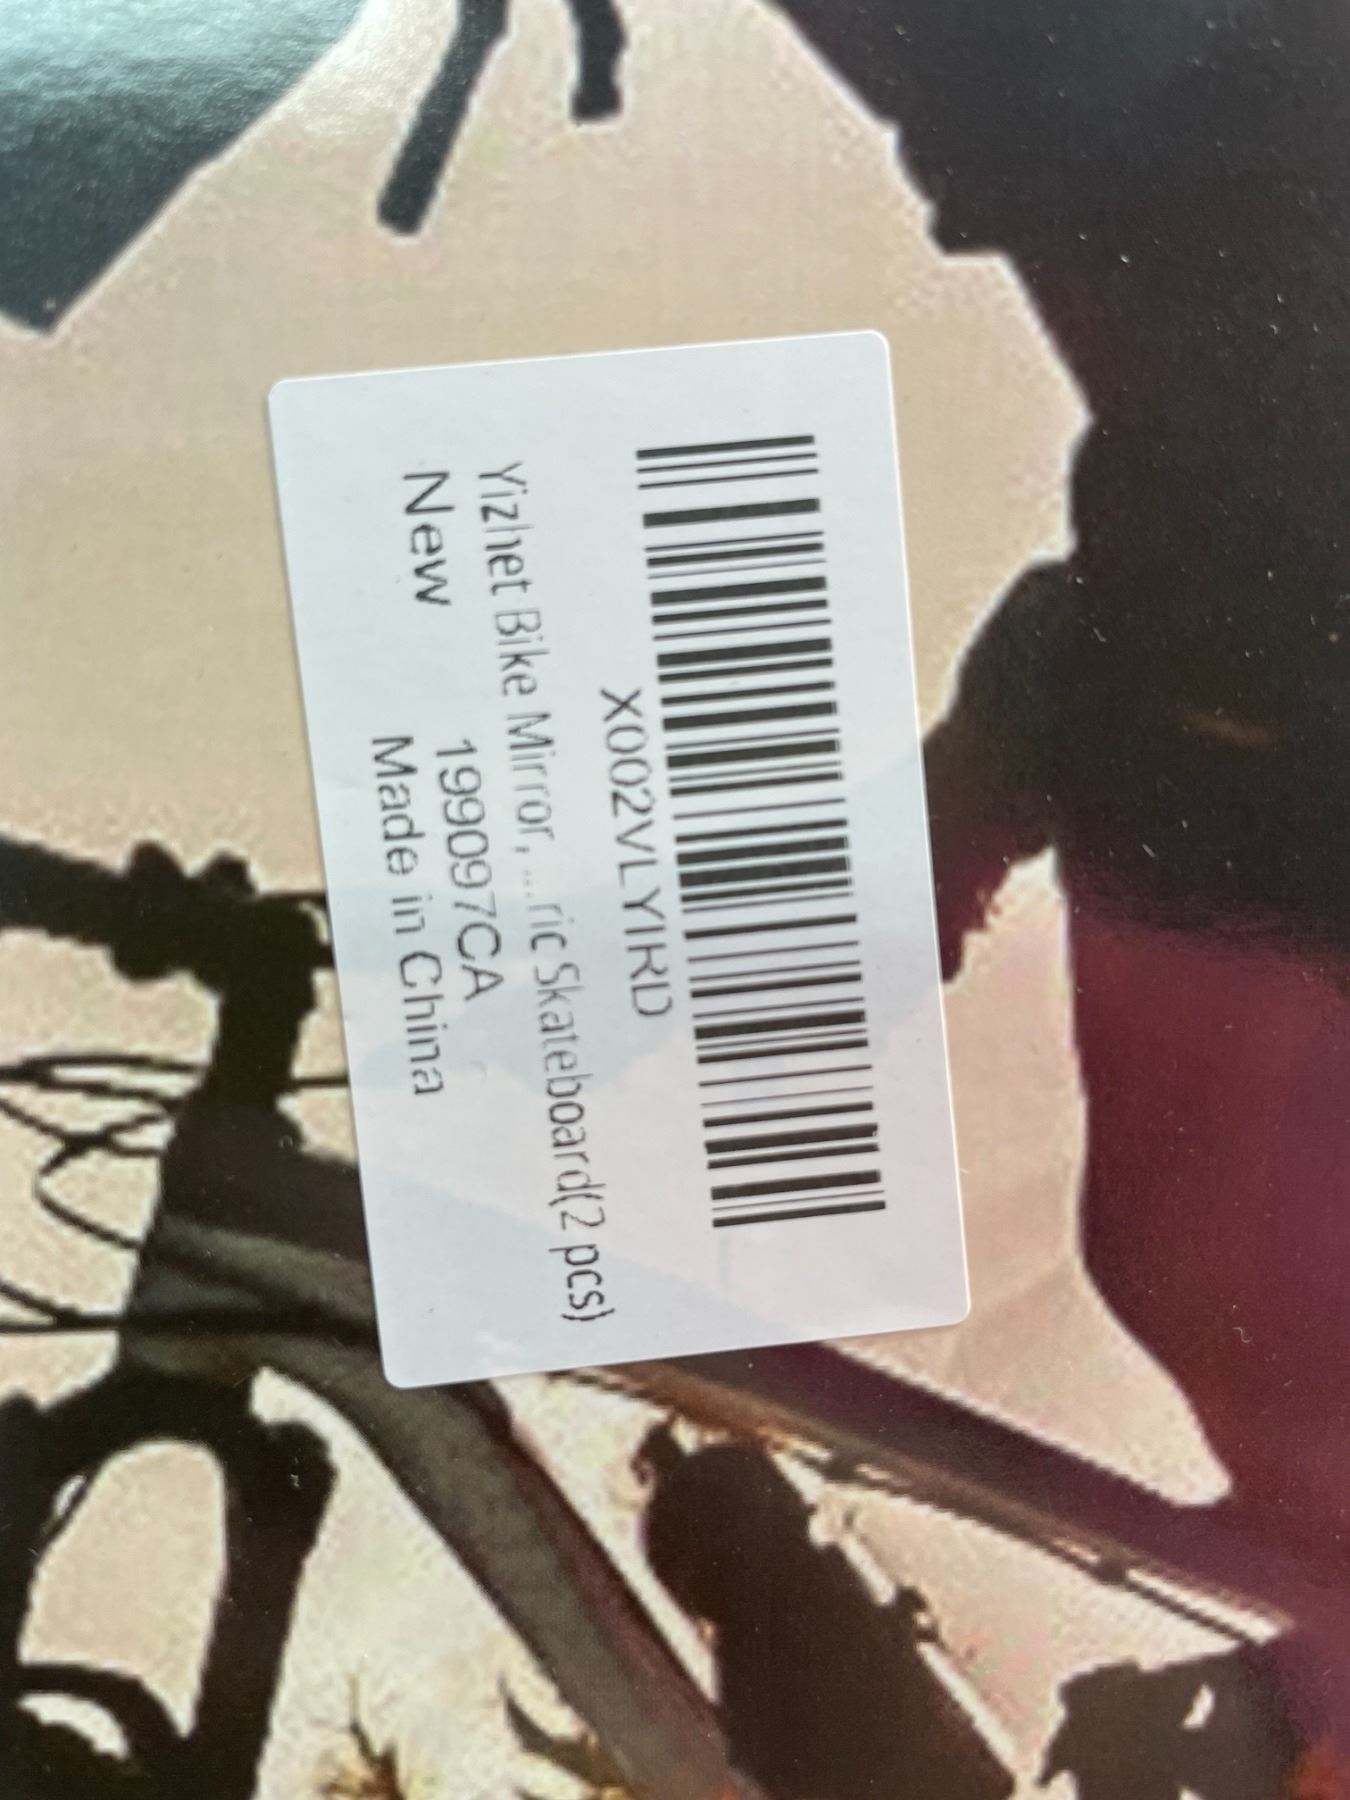 X002VLYIRD
Yizhet Bike Mirror, ...ric Skateboard(2 pcs)
New
199097CA
Made in China